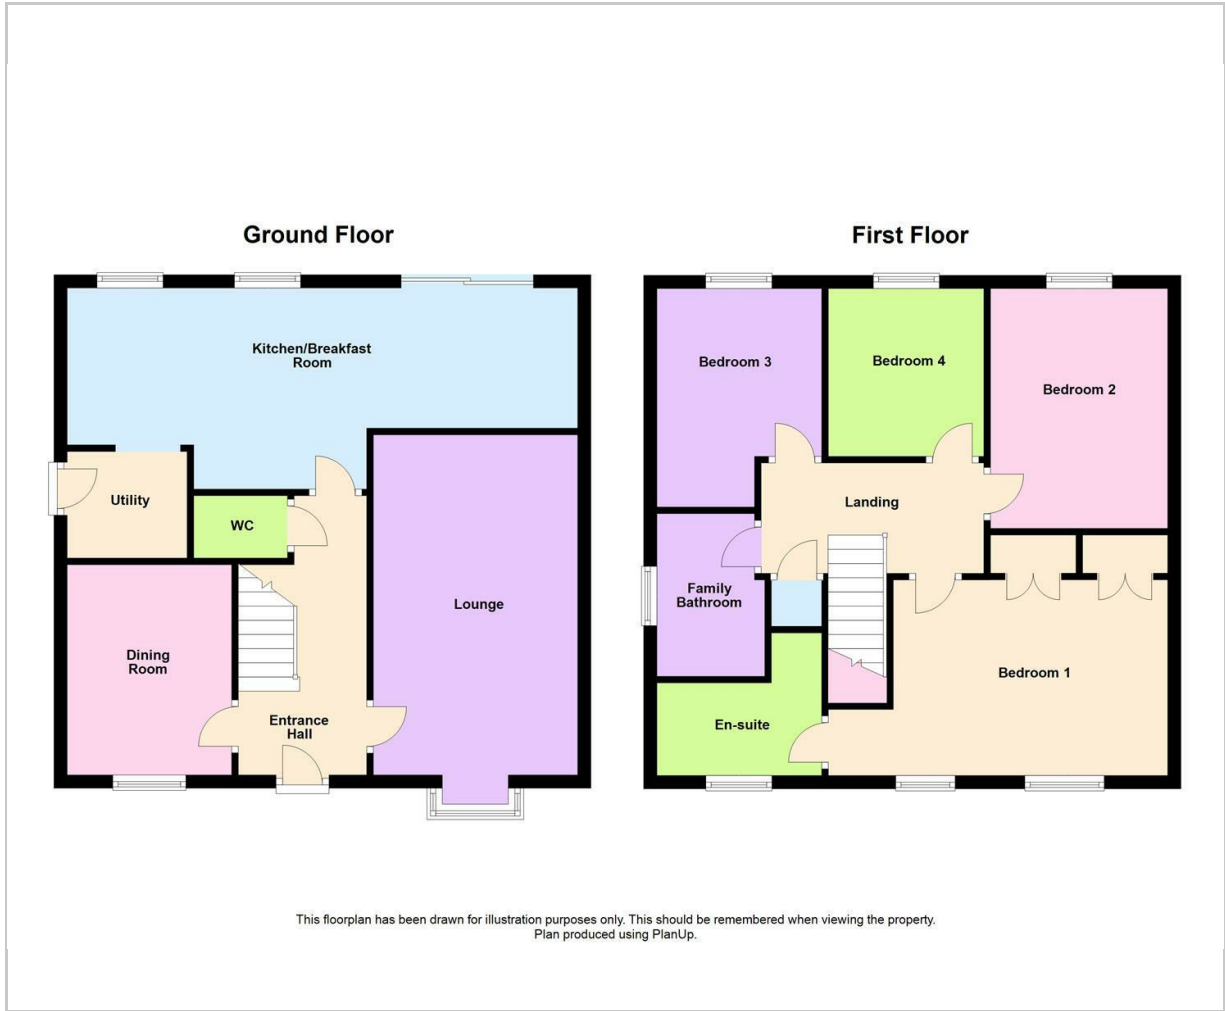 Ground Floor
Kitchen/Breakfast
Room
Utility
WC
Lounge
Dining
Room
Entrance
Hall
First Floor
Bedroom 3
Bedroom 4
Bedroom 2
Landing
Family
Bathroom
Bedroom 1
En-suite
This floorplan has been drawn for illustration purposes only. This should be remembered when viewing the property.
Plan produced using PlanUp.